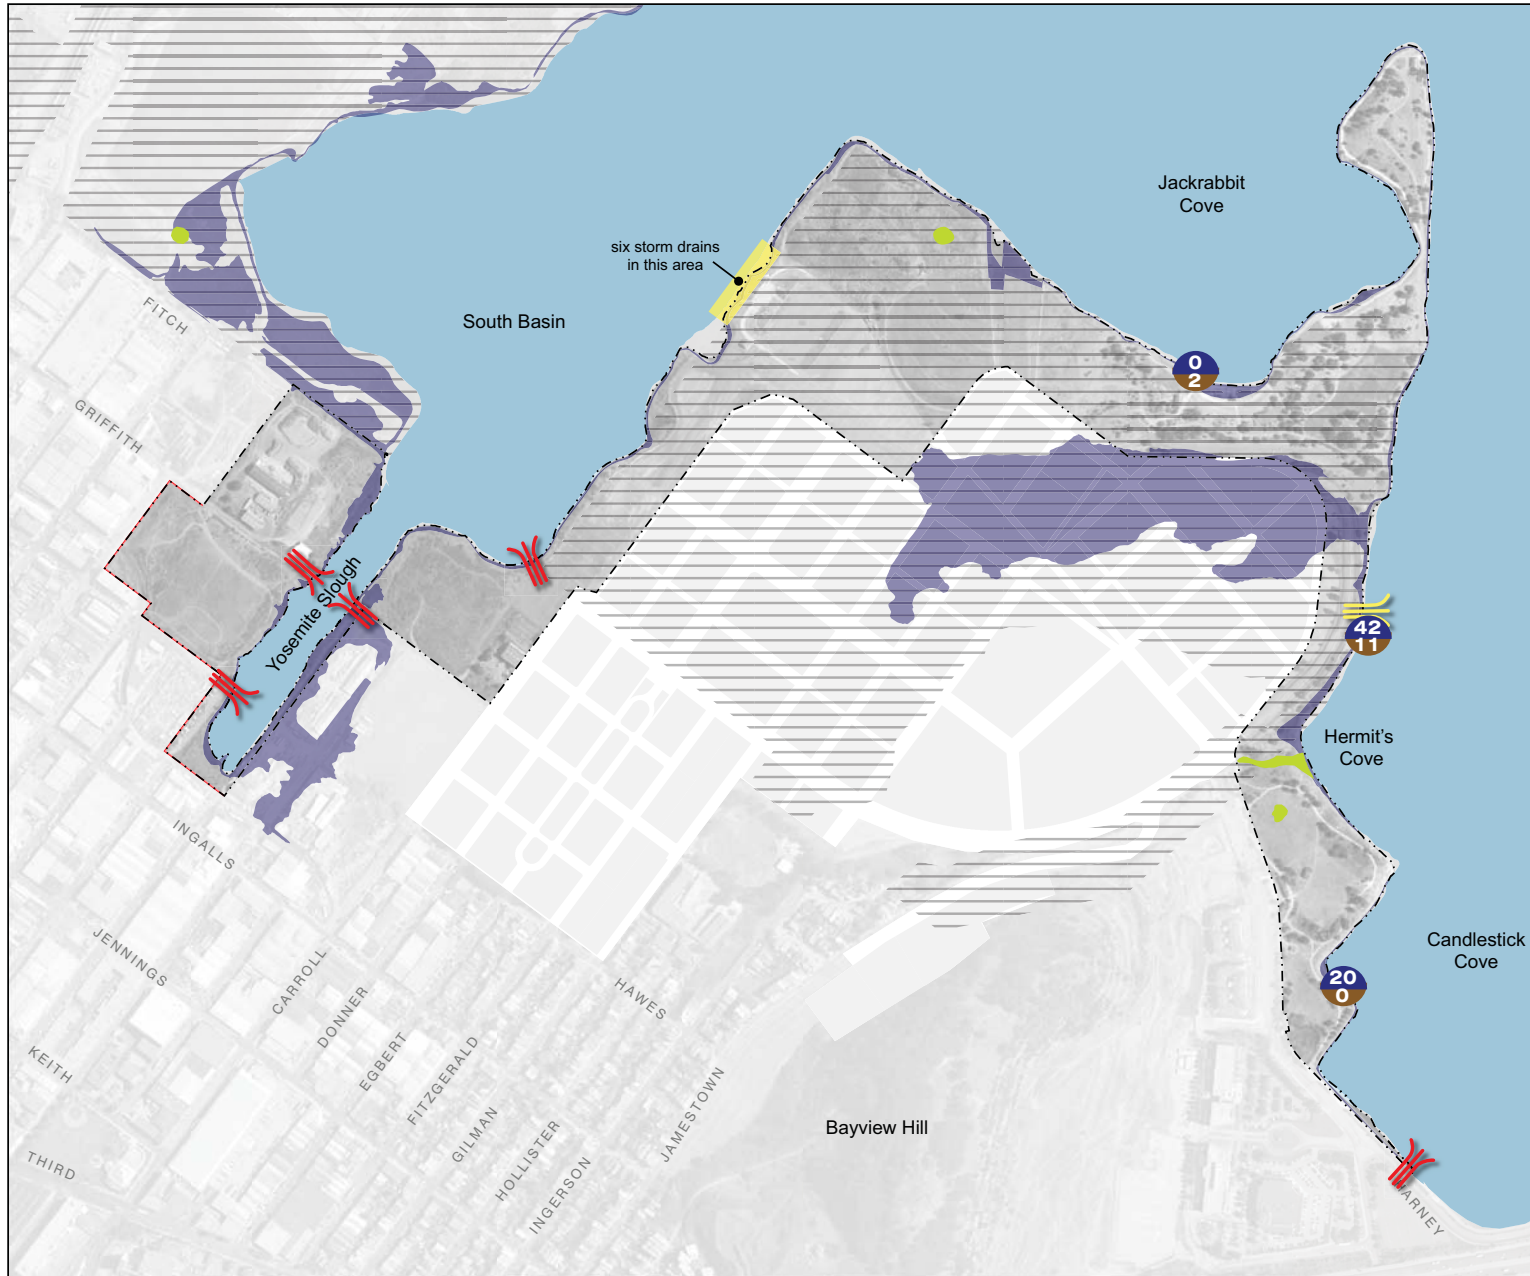 Jackrabbit
Cove
six storm drains
in this area
South Basin
FITCH
0
2
GRIFFITH
Yosemite Slough
42
11
Hermit's
Cove
INGALLS
Candlestick
Cove
JENNINGS
CARROLL
20
0
HAWES
DONNER
EGBERT
KEITH
FITZGERALD
JAMESTOWN
GILMAN
Bayview Hill
HOLLISTER
THIRD
INGERSON